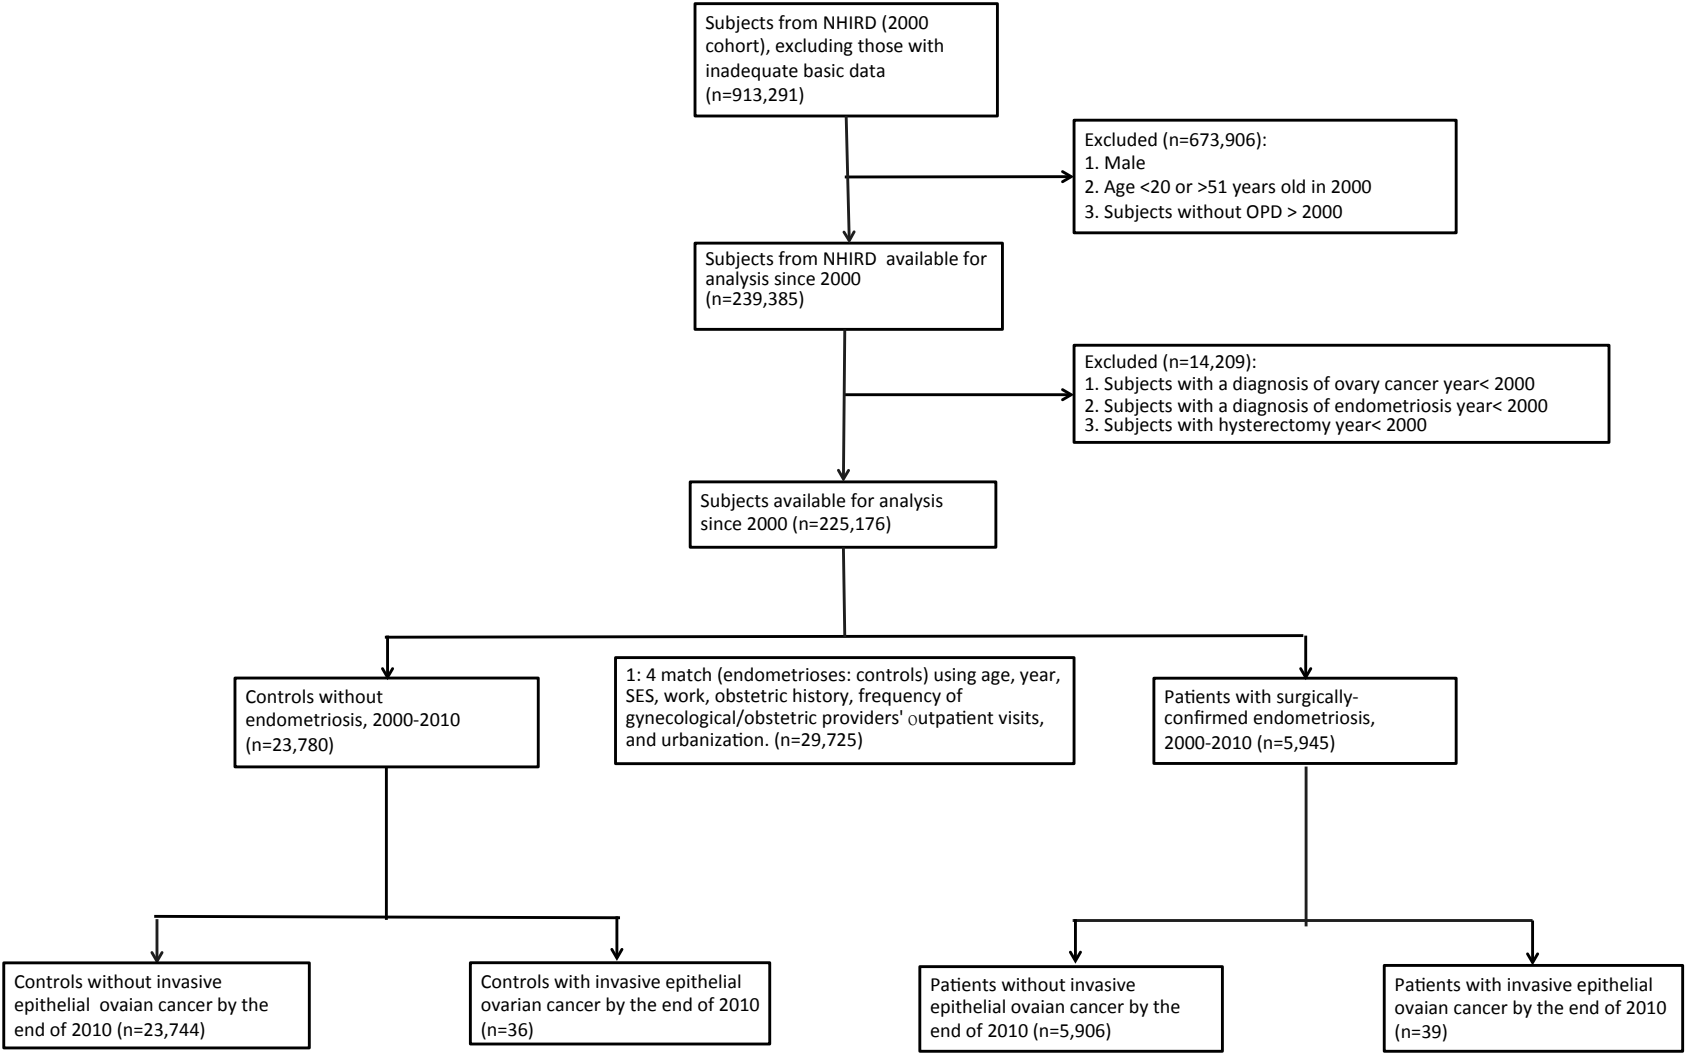 Subjects from NHIRD (2000
cohort), excluding those with
inadequate basic data
(n=913,291)
Excluded (n=673,906):
1. Male
2. Age <20 or >51 years old in 2000
3. Subjects without OPD > 2000
Subjects from NHIRD  available for
analysis since 2000
(n=239,385)
Excluded (n=14,209):
1. Subjects with a diagnosis of ovary cancer year< 2000
2. Subjects with a diagnosis of endometriosis year< 2000
3. Subjects with hysterectomy year< 2000
Subjects available for analysis
since 2000 (n=225,176)
Controls without
endometriosis, 2000-2010
(n=23,780)
1: 4 match (endometrioses: controls) using age, year,
SES, work, obstetric history, frequency of
gynecological/obstetric providers' outpatient visits,
and urbanization. (n=29,725)
Patients with surgically-
confirmed endometriosis,
2000-2010 (n=5,945)
Controls without invasive
epithelial  ovaian cancer by the
end of 2010 (n=23,744)
Controls with invasive epithelial
ovarian cancer by the end of 2010
(n=36)
Patients without invasive
epithelial ovaian cancer by the
end of 2010 (n=5,906)
Patients with invasive epithelial
ovaian cancer by the end of 2010
(n=39)